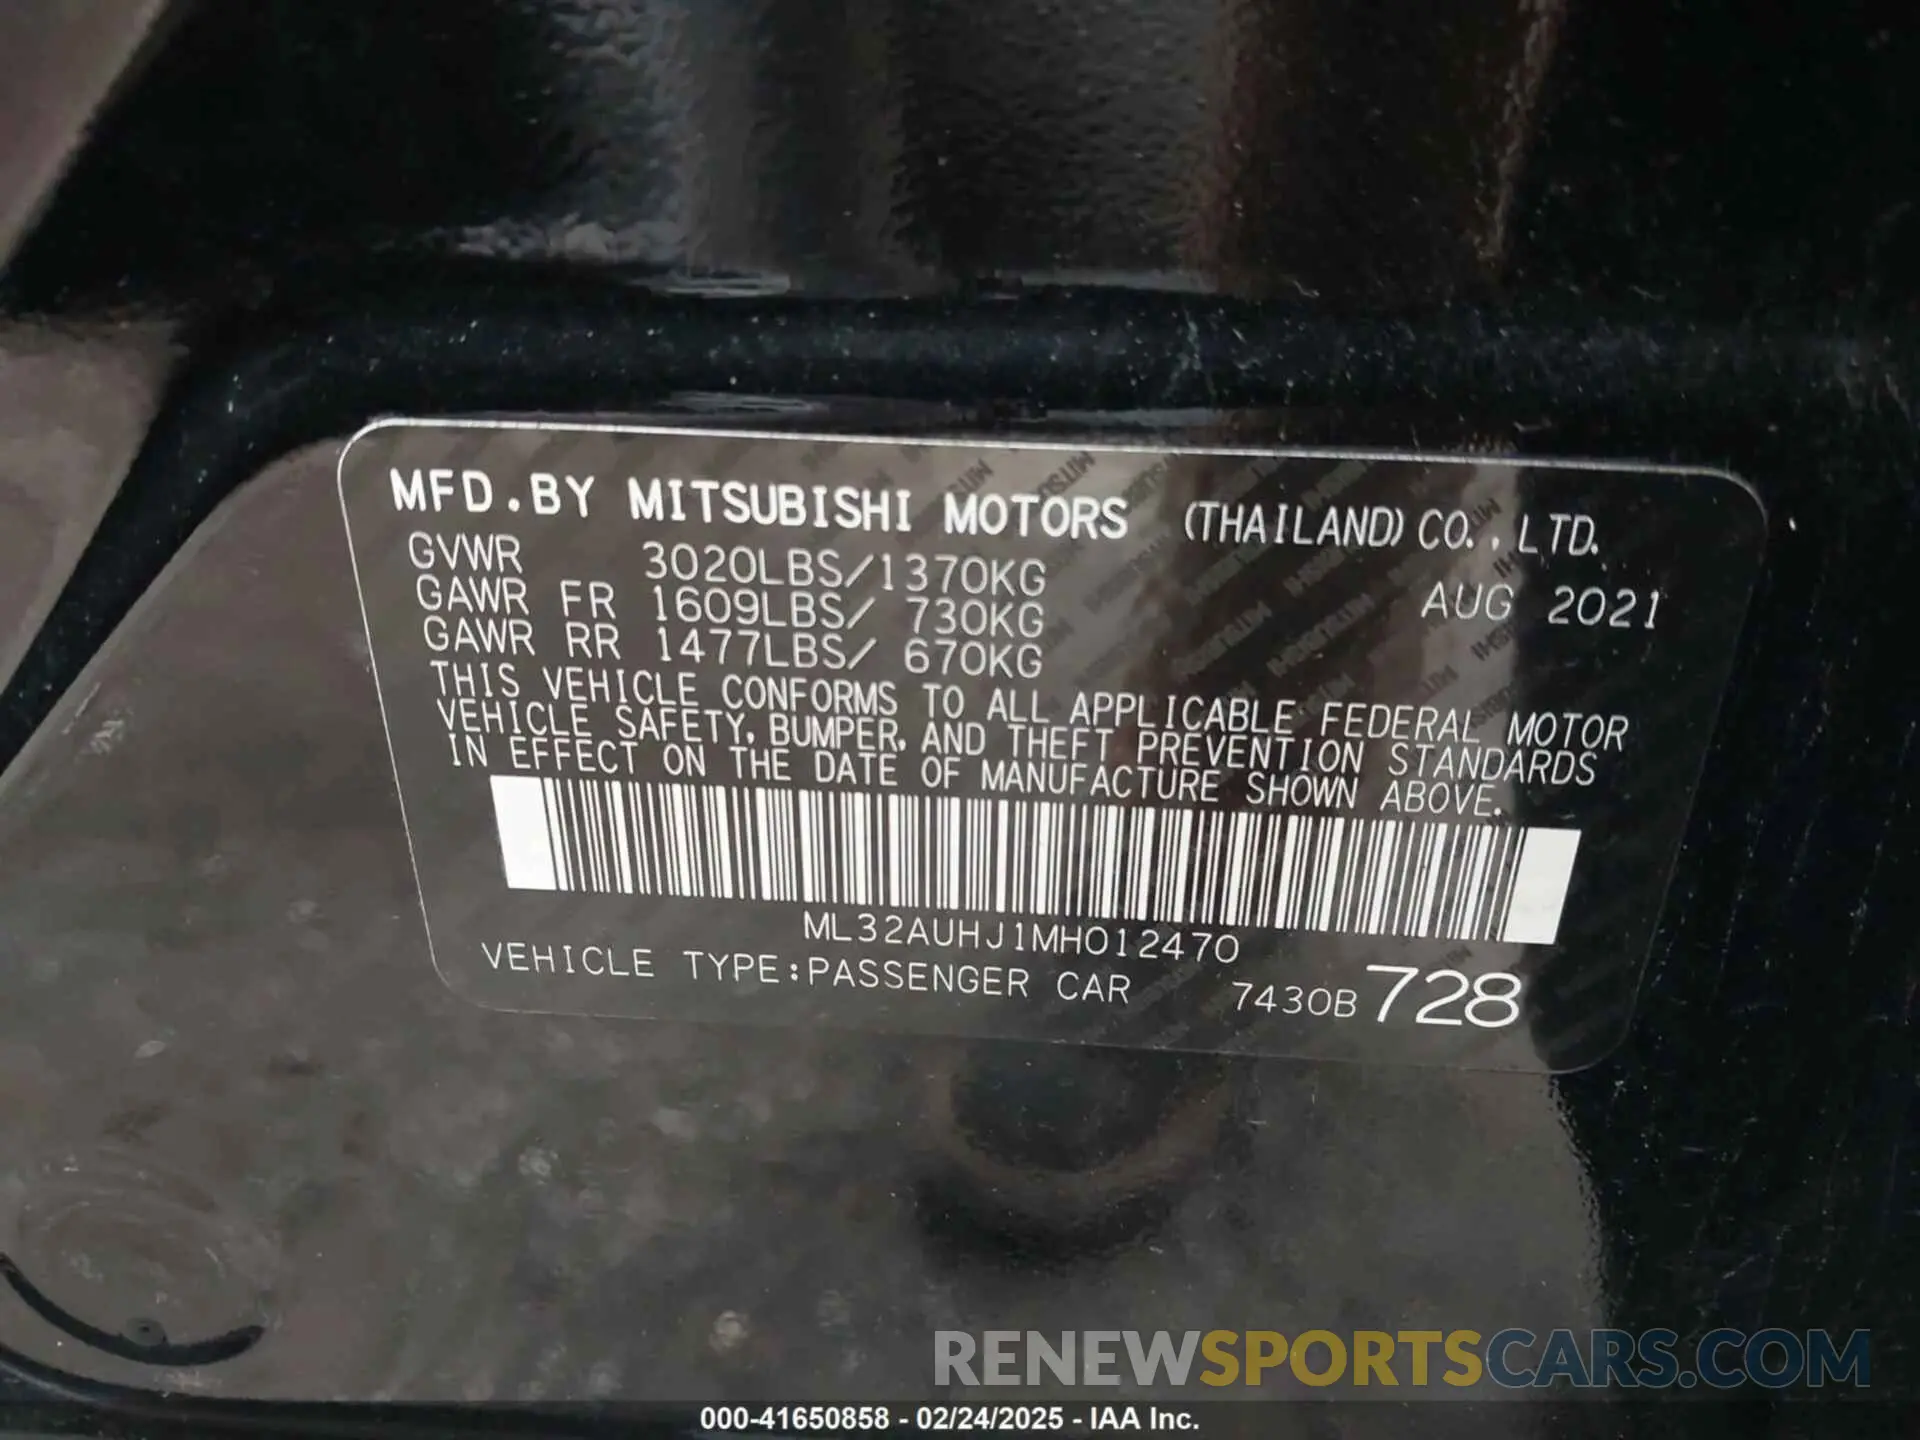 MFD.BY MITSUBISHI MOTORS (THAILAND) CO., LTD.
GVWR 3020LBS/1370KG
AUG 2021
GAWR FR 1609LBS/ 730KG
GAWR RR 1477LBS/ 670KG
THIS VEHICLE CONFORMS TO ALL APPLICABLE FEDERAL MOTOR
VEHICLE SAFETY, BUMPER, AND THEFT PREVENTION STANDARDS
IN EFFECT ON THE DATE OF MANUFACTURE SHOWN ABOVE.
ML32AUHJ1MH012470
VEHICLE TYPE:PASSENGER CAR 7430B 728
RENEWSPORTSCARS.COM
000-41650858 - 02/24/2025 - IAA Inc.